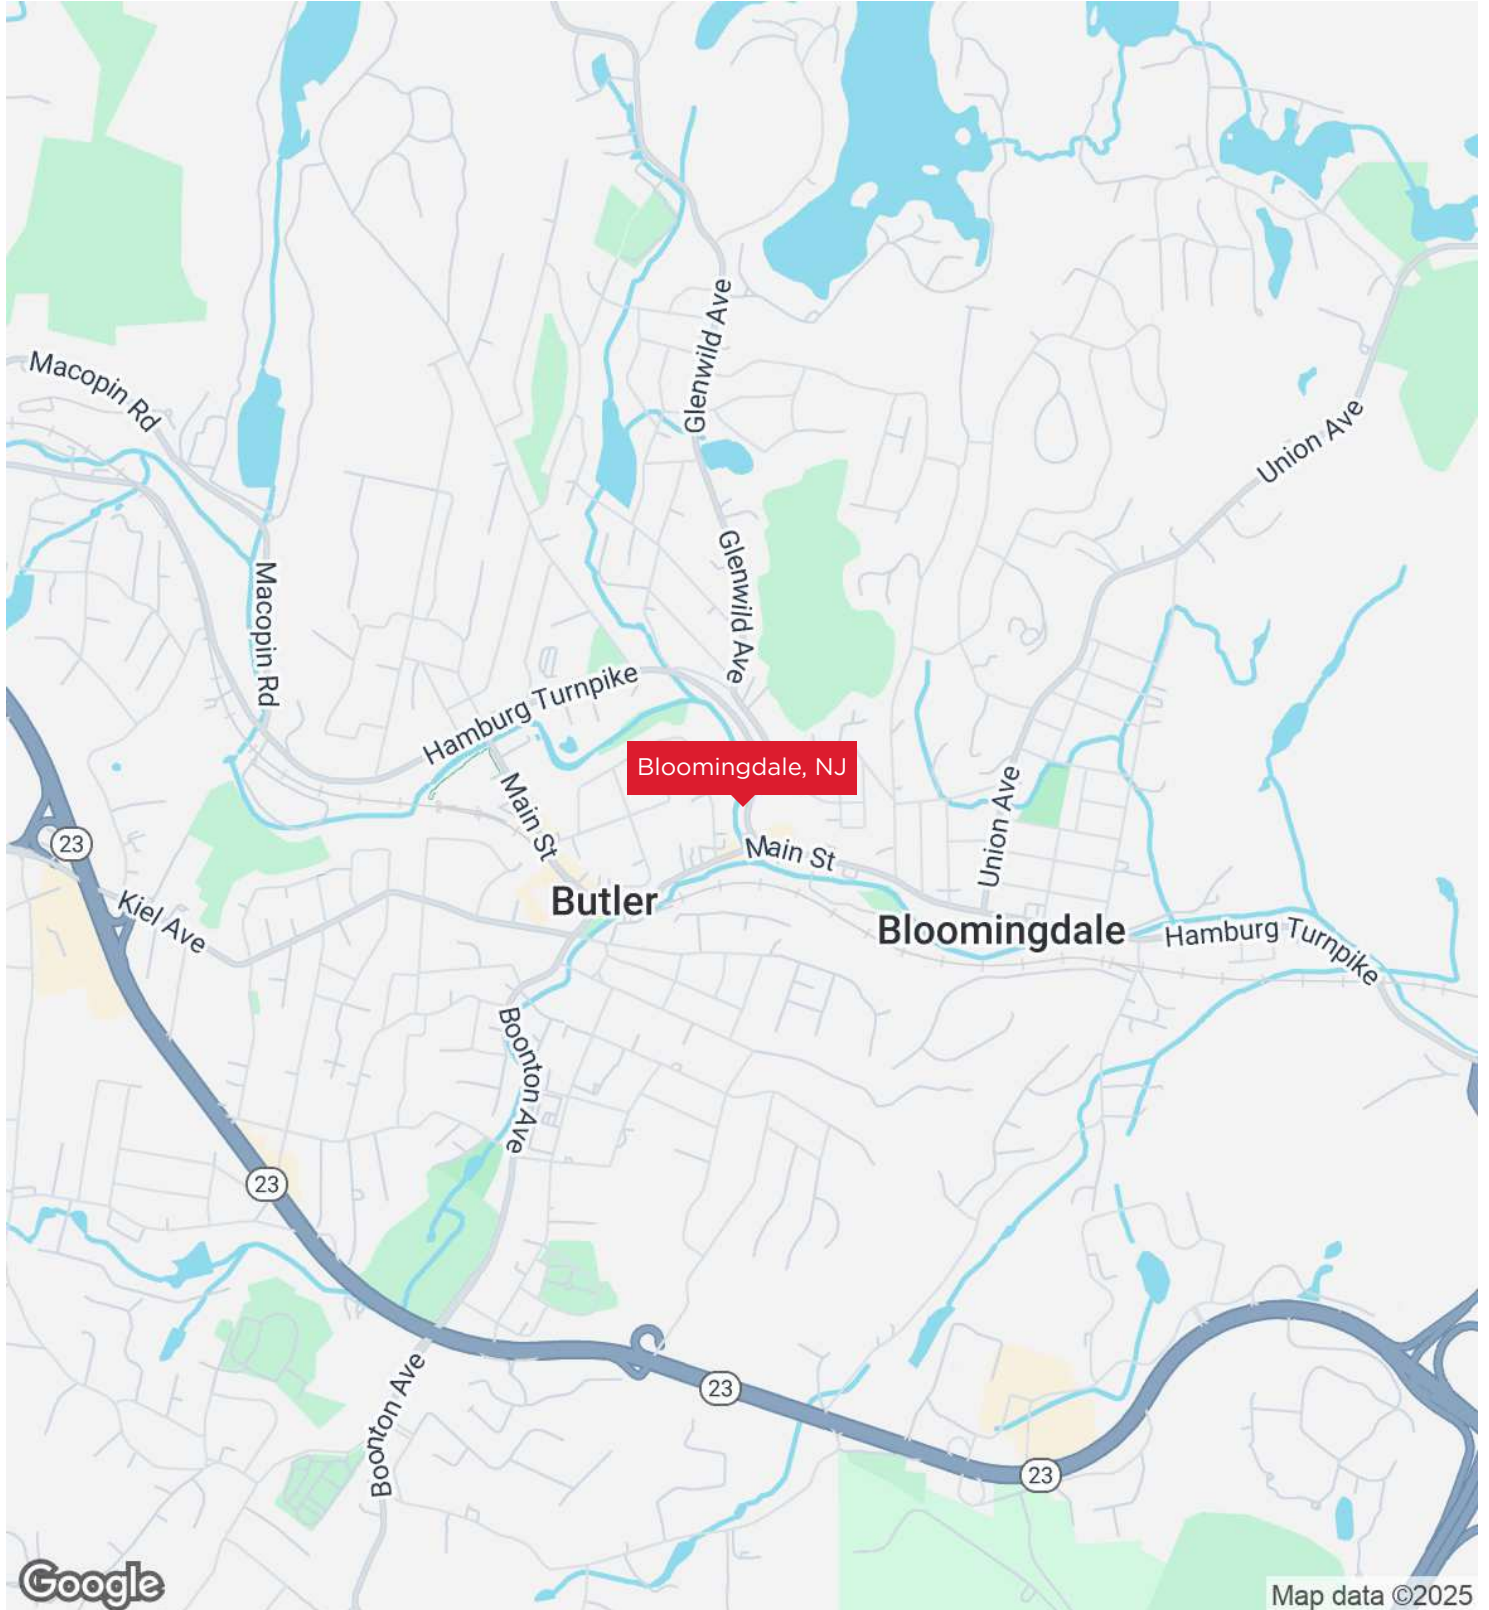 Glenwild Ave
Macopin Rd
Union Ave
Glenwild Ave
Macopin Rd
Hamburg Turnpike
Bloomingdale, NJ
Main St
Union Ave
23
Main St
Butler
Kiel Ave
Bloomingdale
Hamburg Turnpike
Boonton Ave
23
23
Boonton Ave
23
Google
Map data ©2025